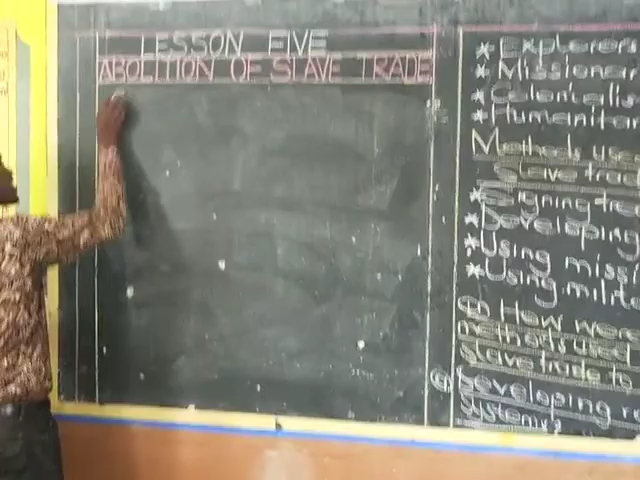 LESSON FIVE
ABOLITION OF SLAVE TRADE
* Explorers
* Missionar
* Colonialis
* Humanitar
Methods use
slave trad
* Signing tre
* Developing
* Using missi
* Using milit
How were
methods used
slave trade to
Developing r
systems